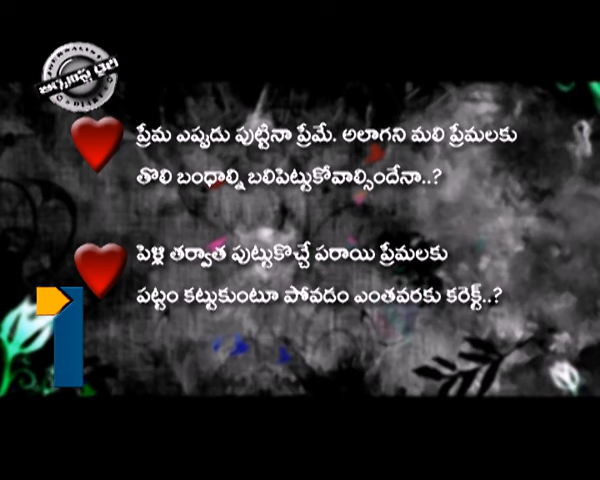 ప్రేమ ఎప్పుడు పుట్టినా ప్రేమే. అలాగని మలి ప్రేమలకు
తొలి బంధాల్ని బలిపెట్టుకోవాల్సిందేనా..?
పెళ్లి తర్వాత పుట్టుకొచ్చే పరాయి ప్రేమలకు
పట్టం కట్టుకుంటూ పోవడం ఎంతవరకు కరెక్ట్..?